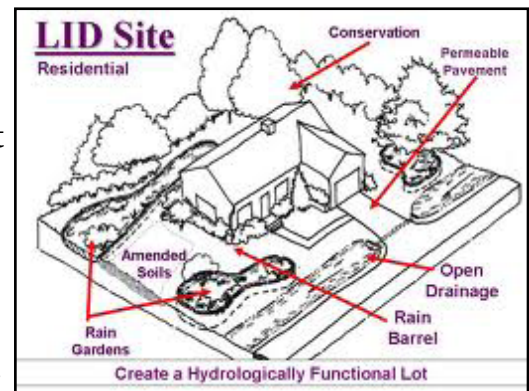 LID Site
Residential
Conservation
Permeable
Pavement
Amended
Soils
Rain
Gardens
Rain
Barrel
Open
Drainage
Create a Hydrologically Functional Lot